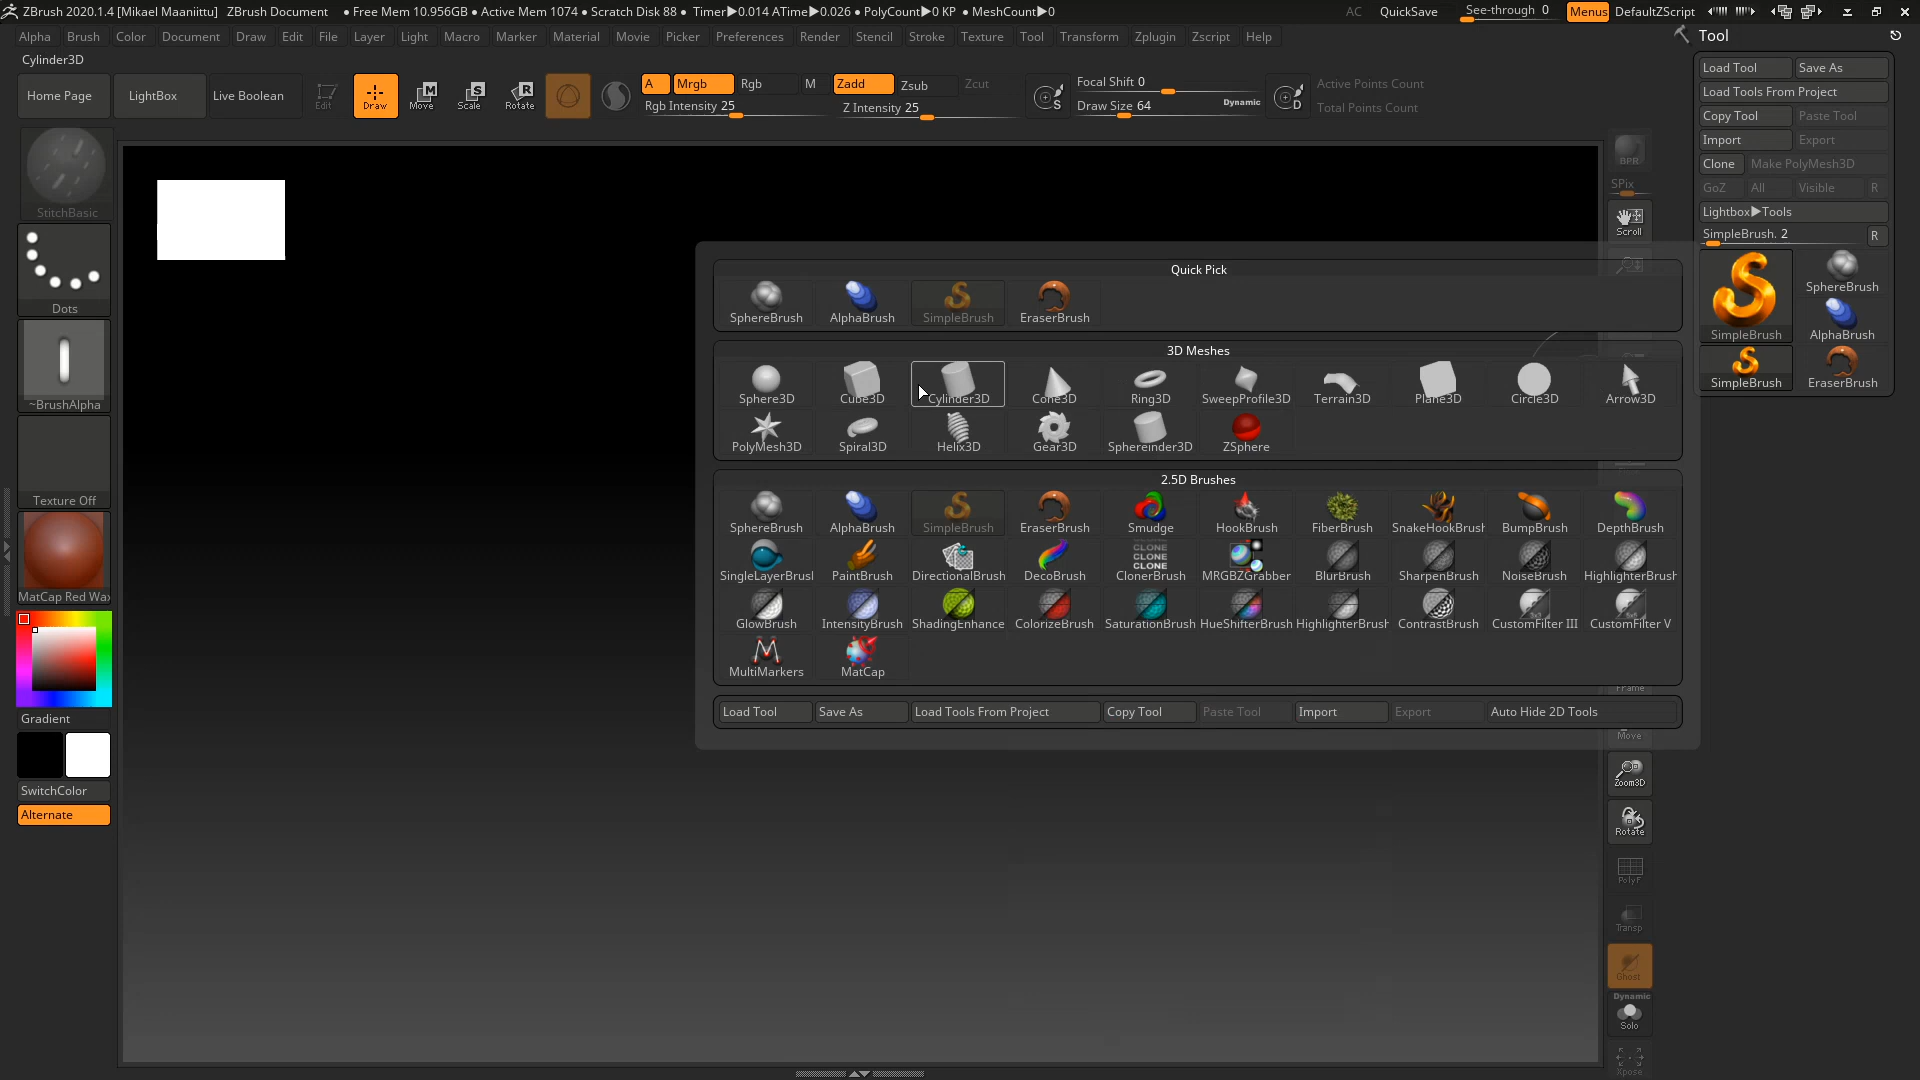 ZBrush 2020.1.4 [Mikael Maaniittu] ZBrush Document • Free Mem 10.956GB • Active Mem 1074 • Scratch Disk 88 • Timer▶0.014 ATime▶0.026 • PolyCount▶0 KP • MeshCount▶0 AC QuickSave See-through 0 Menus DefaultZScript
Alpha Brush Color Document Draw Edit File Layer Light Macro Marker Material Movie Picker Preferences Render Stencil Stroke Texture Tool Transform Zplugin Zscript Help
Cylinder3D
Home Page LightBox Live Boolean Edit Draw Move Scale Rotate
A Mrgb Rgb M Zadd Zsub Zcut
Rgb Intensity 25 Z Intensity 25
Focal Shift 0
Draw Size 64 Dynamic
S D
Active Points Count
Total Points Count
StitchBasic
Dots
~BrushAlpha
Texture Off
MatCap Red Wax
Gradient
SwitchColor
Alternate
Quick Pick
SphereBrush AlphaBrush SimpleBrush EraserBrush
3D Meshes
Sphere3D Cube3D Cylinder3D Cone3D Ring3D SweepProfile3D Terrain3D Plane3D Circle3D Arrow3D
PolyMesh3D Spiral3D Helix3D Gear3D Sphereinder3D ZSphere
2.5D Brushes
SphereBrush AlphaBrush SimpleBrush EraserBrush Smudge HookBrush FiberBrush SnakeHookBrush BumpBrush DepthBrush
CLONE
CLONE
CLONE
SingleLayerBrusl PaintBrush DirectionalBrush DecoBrush ClonerBrush MRGBZGrabber BlurBrush SharpenBrush NoiseBrush HighlighterBrush
GlowBrush IntensityBrush ShadingEnhance ColorizeBrush SaturationBrush HueShifterBrush HighlighterBrush ContrastBrush CustomFilter III CustomFilter V
MultiMarkers MatCap
Load Tool Save As Load Tools From Project Copy Tool Paste Tool Import Export Auto Hide 2D Tools
BPR
SPix
Scroll
Frame
Move
Zoom3D
Rotate
PolyF
Transp
Ghost
Dynamic
Solo
Xpose
Tool
Load Tool Save As
Load Tools From Project
Copy Tool Paste Tool
Import Export
Clone Make PolyMesh3D
GoZ All Visible R
Lightbox▶Tools
SimpleBrush. 2 R
SphereBrush
SimpleBrush AlphaBrush
SimpleBrush EraserBrush